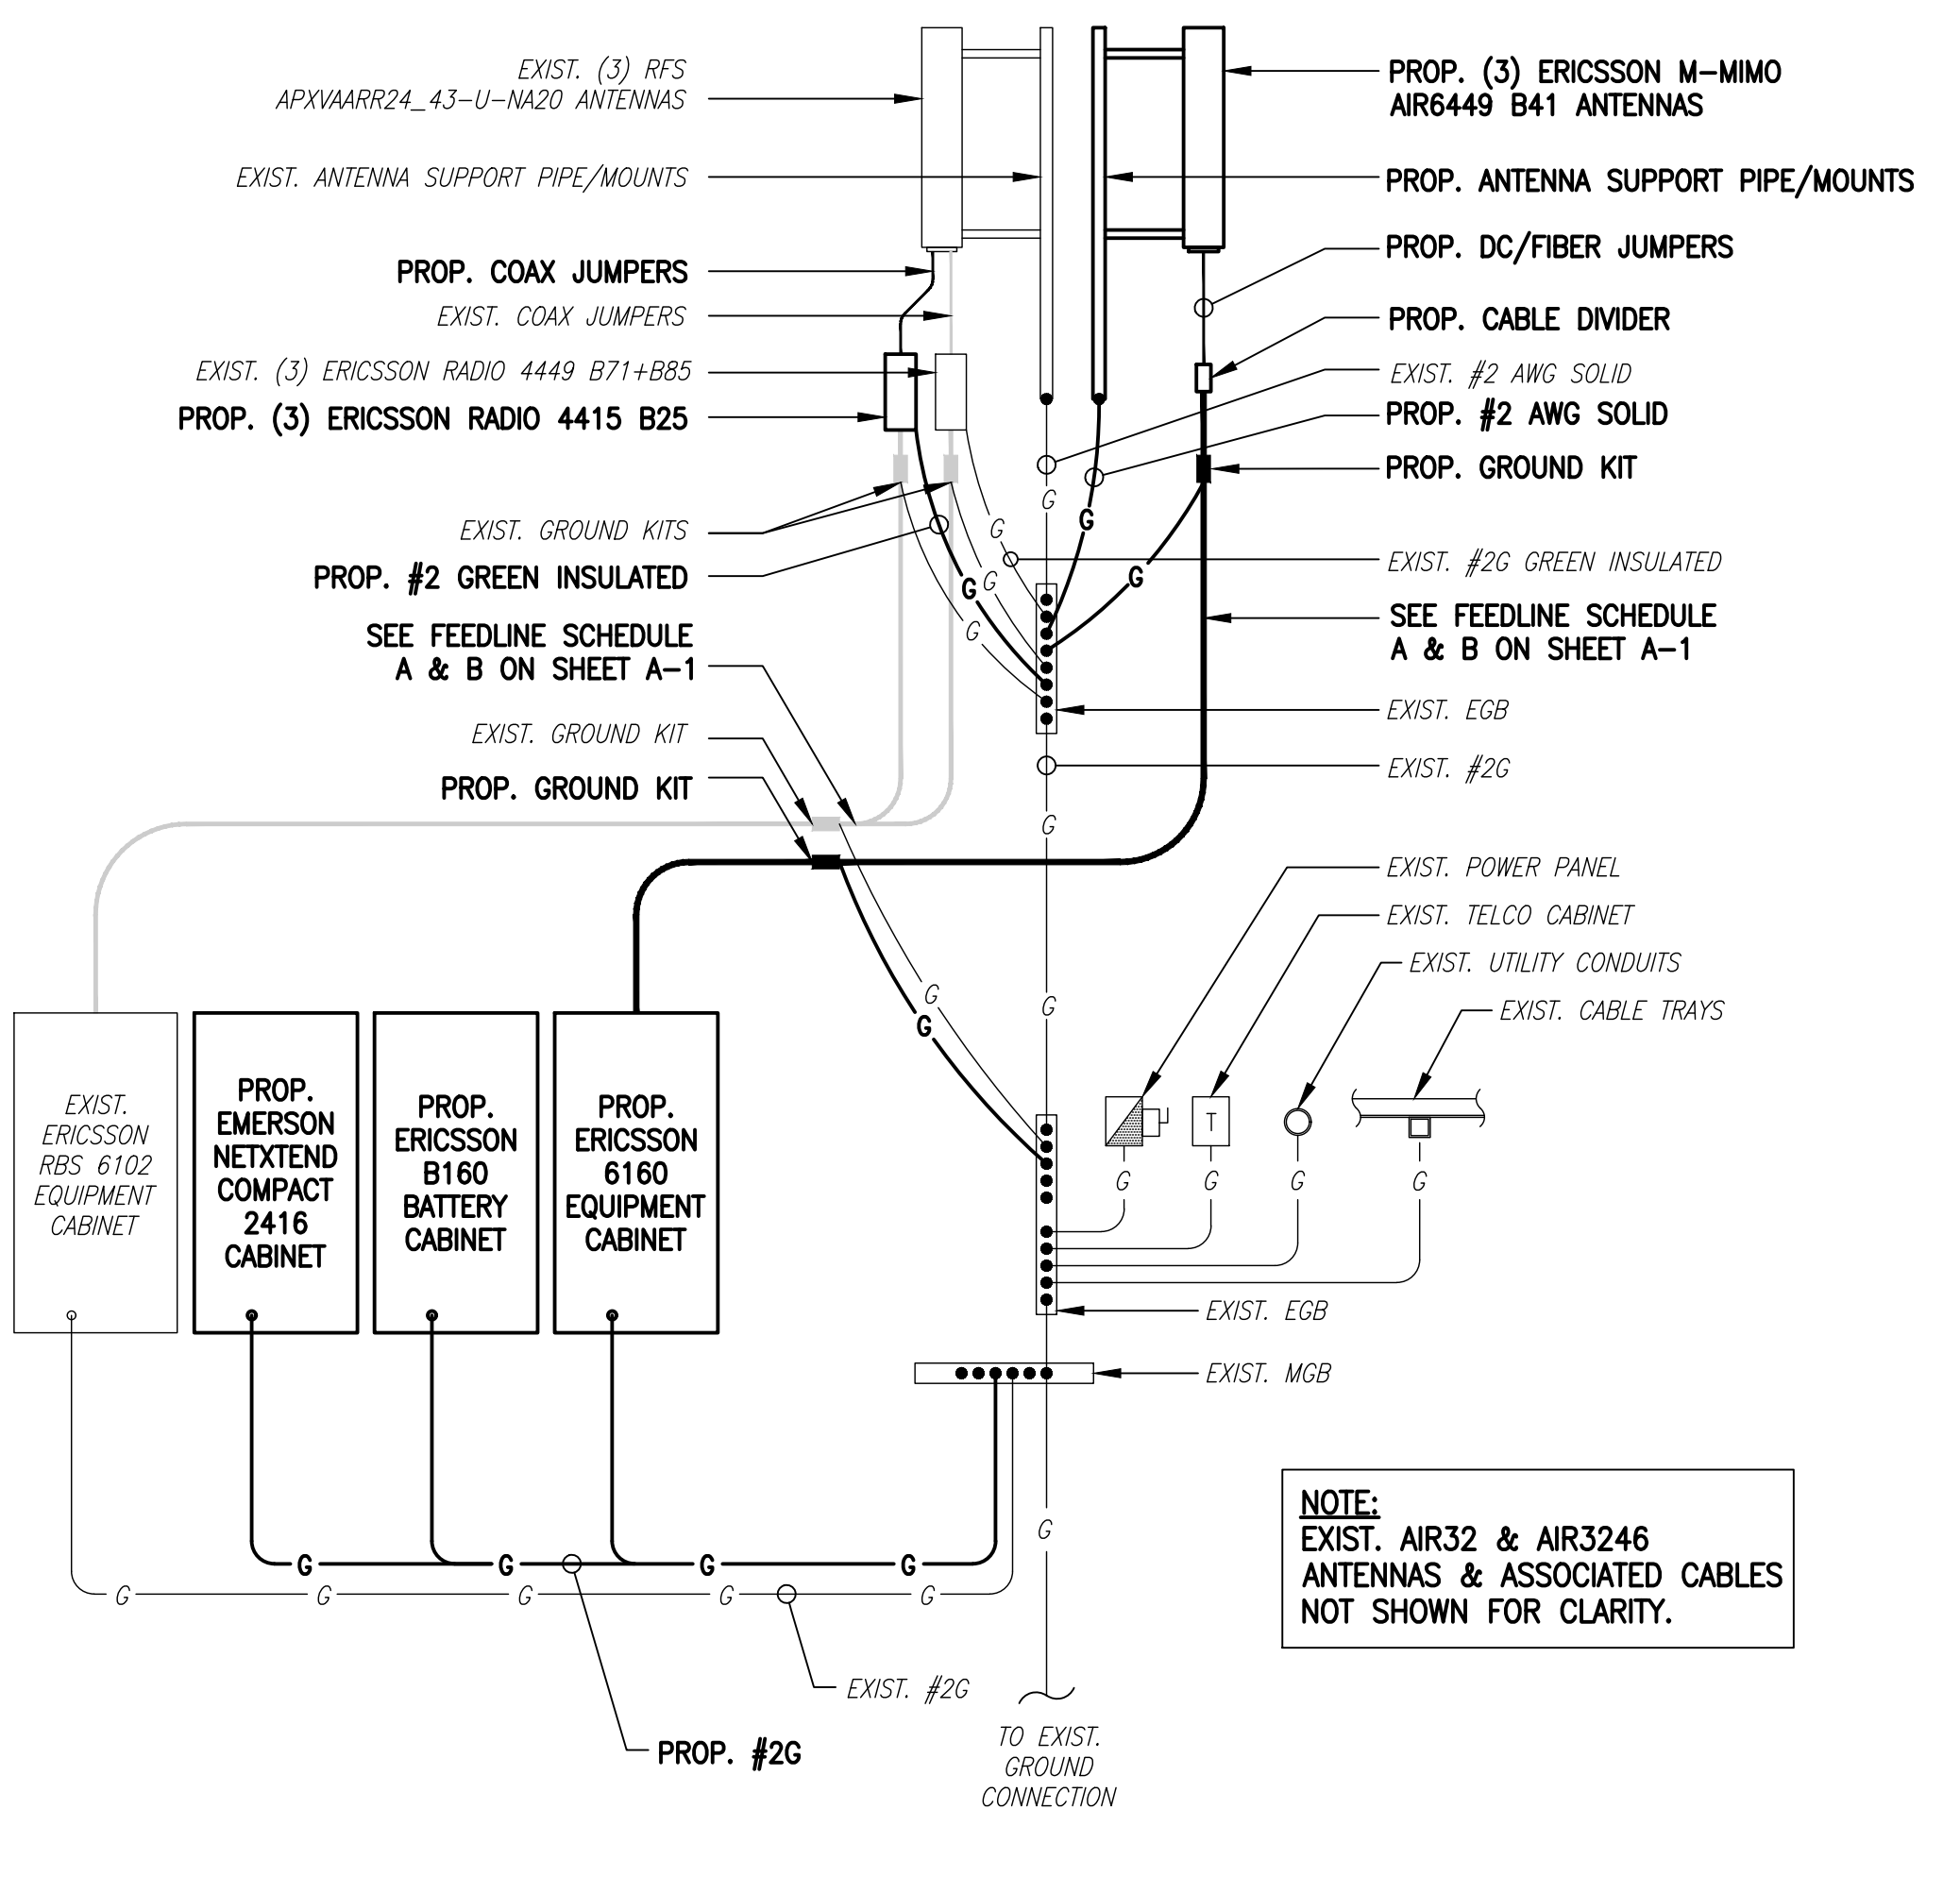 EXIST. (3) RFS
APXVAARR24_43-U-NA20 ANTENNAS
EXIST. ANTENNA SUPPORT PIPE/MOUNTS
PROP. COAX JUMPERS
EXIST. COAX JUMPERS
EXIST. (3) ERICSSON RADIO 4449 B71+B85
PROP. (3) ERICSSON RADIO 4415 B25
EXIST. GROUND KITS
PROP. #2 GREEN INSULATED
SEE FEEDLINE SCHEDULE
A & B ON SHEET A-1
EXIST. GROUND KIT
PROP. GROUND KIT
PROP. (3) ERICSSON M-MIMO
AIR6449 B41 ANTENNAS
PROP. ANTENNA SUPPORT PIPE/MOUNTS
PROP. DC/FIBER JUMPERS
PROP. CABLE DIVIDER
EXIST. #2 AWG SOLID
PROP. #2 AWG SOLID
PROP. GROUND KIT
EXIST. #2G GREEN INSULATED
SEE FEEDLINE SCHEDULE
A & B ON SHEET A-1
EXIST. EGB
EXIST. #2G
G
G
G
G
G
G
G
G
G
G
G
EXIST. POWER PANEL
EXIST. TELCO CABINET
EXIST. UTILITY CONDUITS
EXIST. CABLE TRAYS
T
G
G
G
G
EXIST. EGB
EXIST. MGB
EXIST.
ERICSSON
RBS 6102
EQUIPMENT
CABINET
PROP.
EMERSON
NETXTEND
COMPACT
2416
CABINET
PROP.
ERICSSON
B160
BATTERY
CABINET
PROP.
ERICSSON
6160
EQUIPMENT
CABINET
G
G G G G
G G G G G
EXIST. #2G
PROP. #2G
TO EXIST.
GROUND
CONNECTION
NOTE:
EXIST. AIR32 & AIR3246
ANTENNAS & ASSOCIATED CABLES
NOT SHOWN FOR CLARITY.